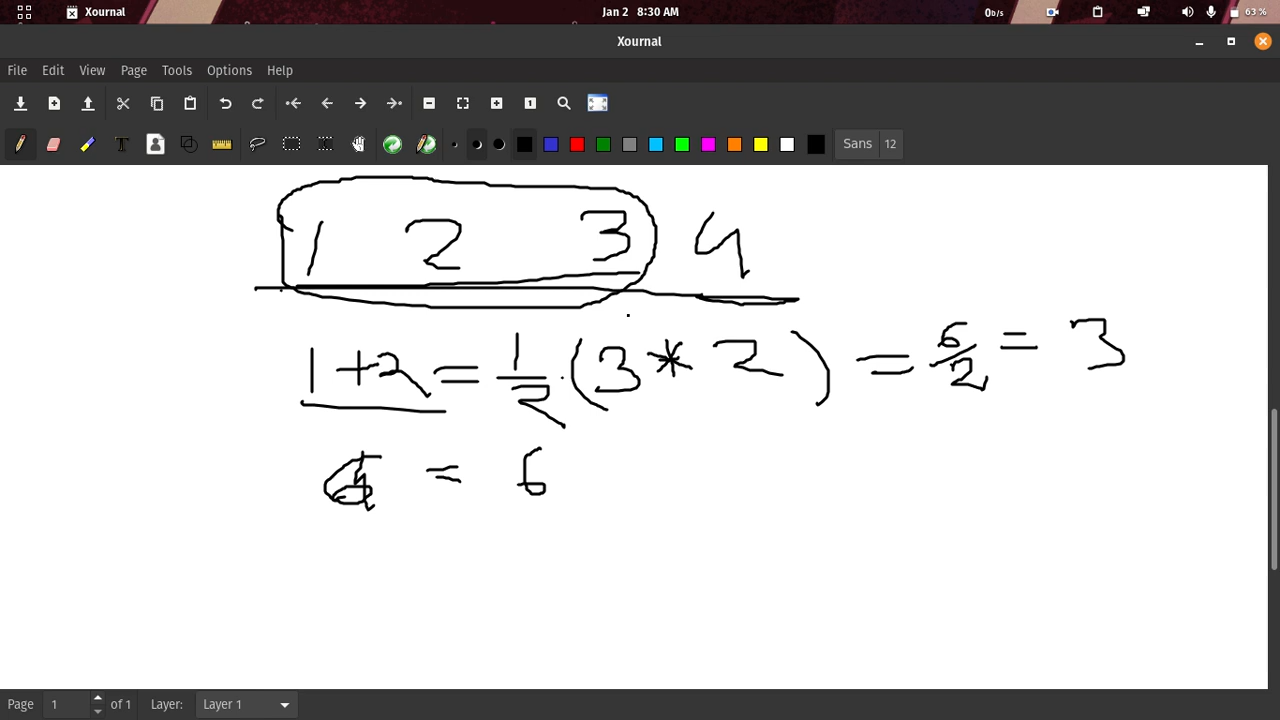 Xournal
Jan 2 8:30 AM
0b/s
63 %
Xournal
File Edit View Page Tools Options Help
Sans 12
1 2 3 4
1+2 = 1/2 . (3 * 2) = 6/2 = 3
= 6
Page 1 of 1 Layer: Layer 1